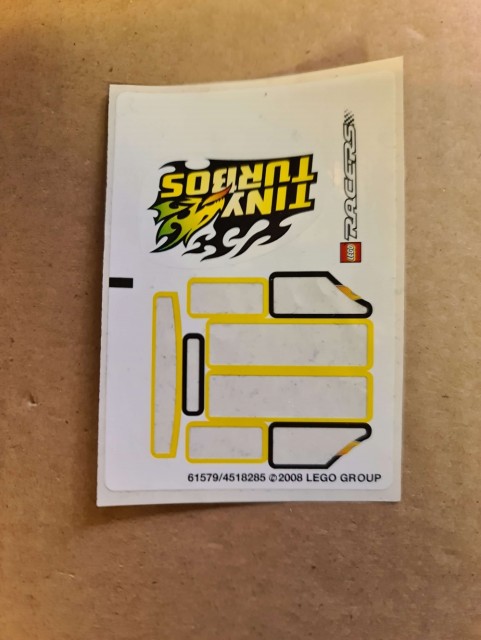 TINY
TURBOS
LEGO RACERS
61579/4518285 ©2008 LEGO GROUP